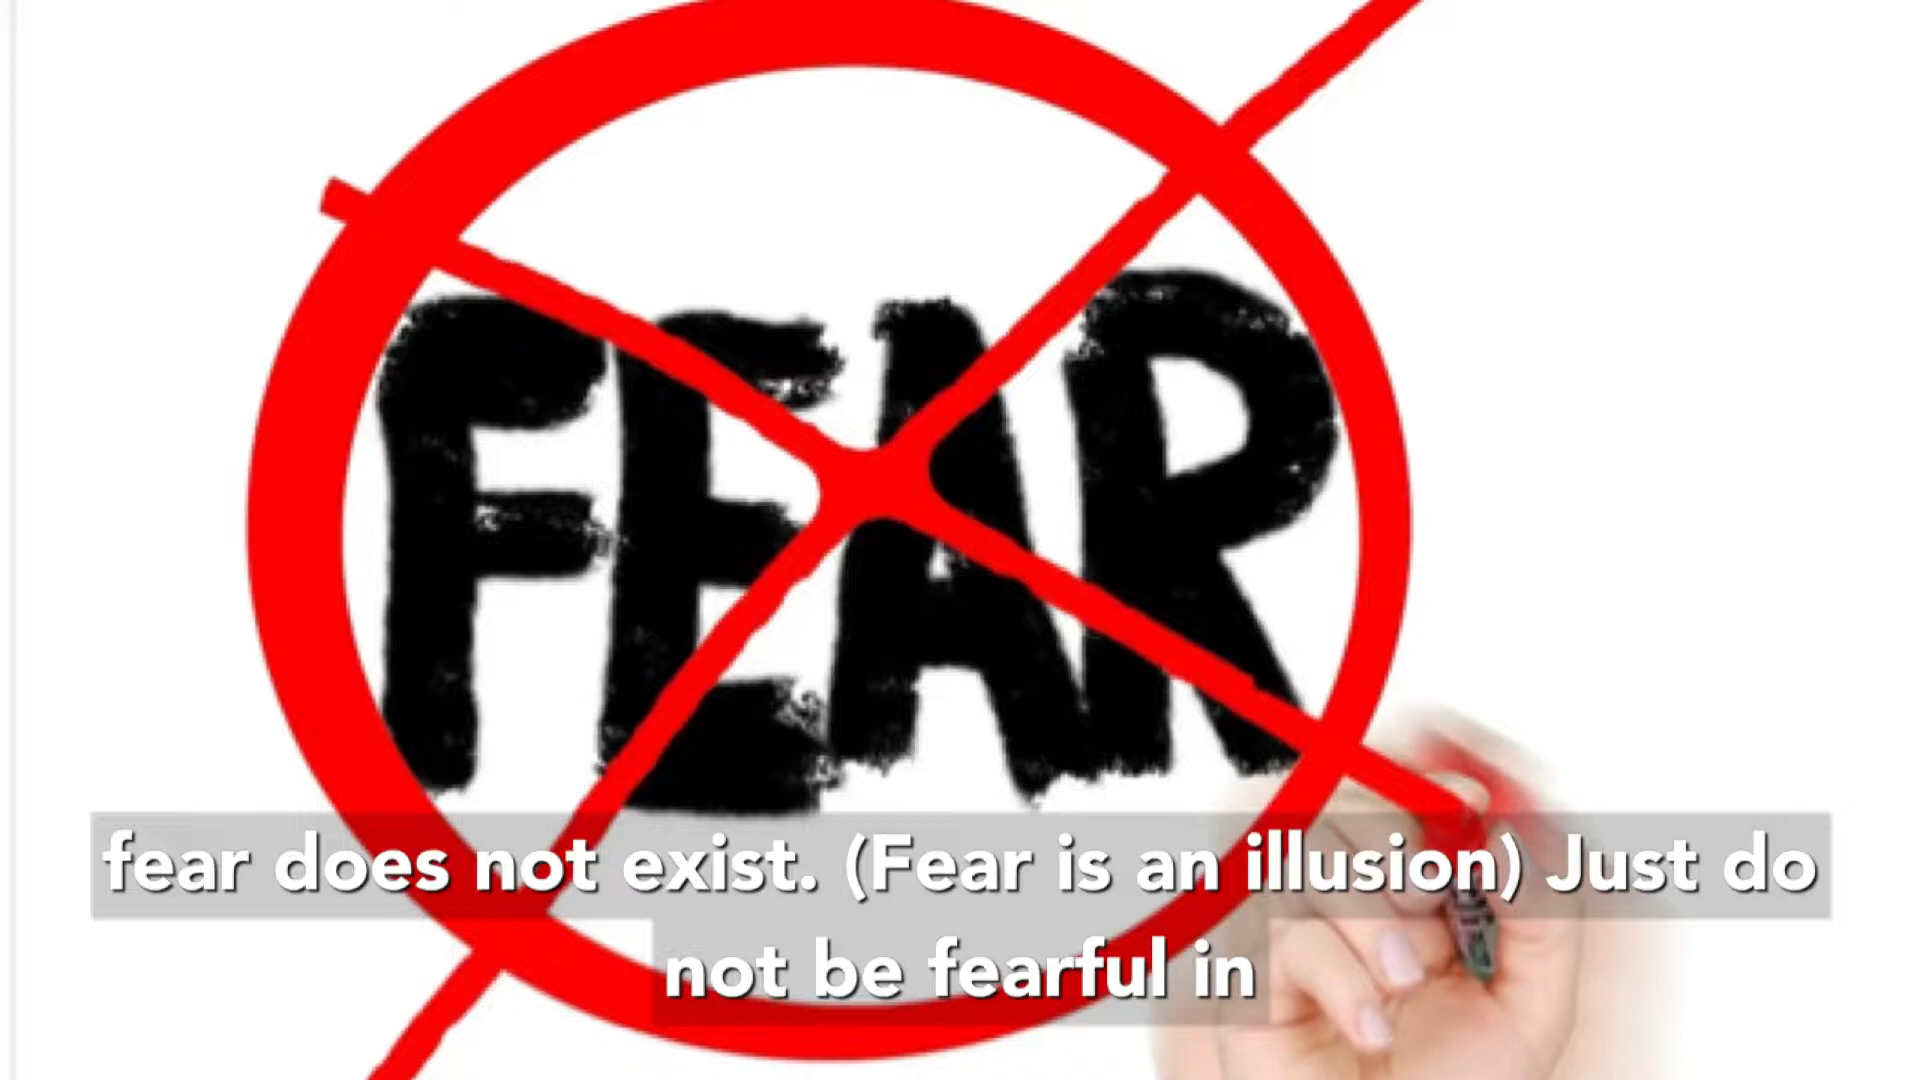 FEAR
fear does not exist. (Fear is an illusion) Just do
not be fearful in